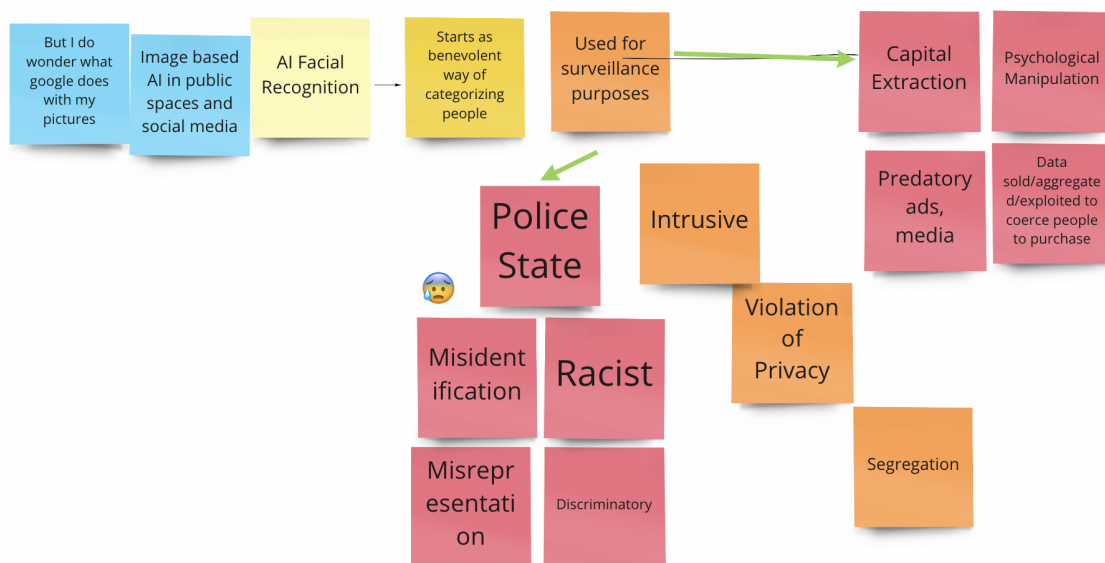 But I do
wonder what
google does
with my
pictures
Image based
AI in public
spaces and
social media
AI Facial
Recognition
Starts as
benevolent
way of
categorizing
people
Used for
surveillance
purposes
Capital
Extraction
Psychological
Manipulation
Predatory
ads,
media
Data
sold/aggregate
d/exploited to
coerce people
to purchase
Police
State
Intrusive
Violation
of
Privacy
Segregation
Misident
ification
Racist
Misrepr
esentati
on
Discriminatory